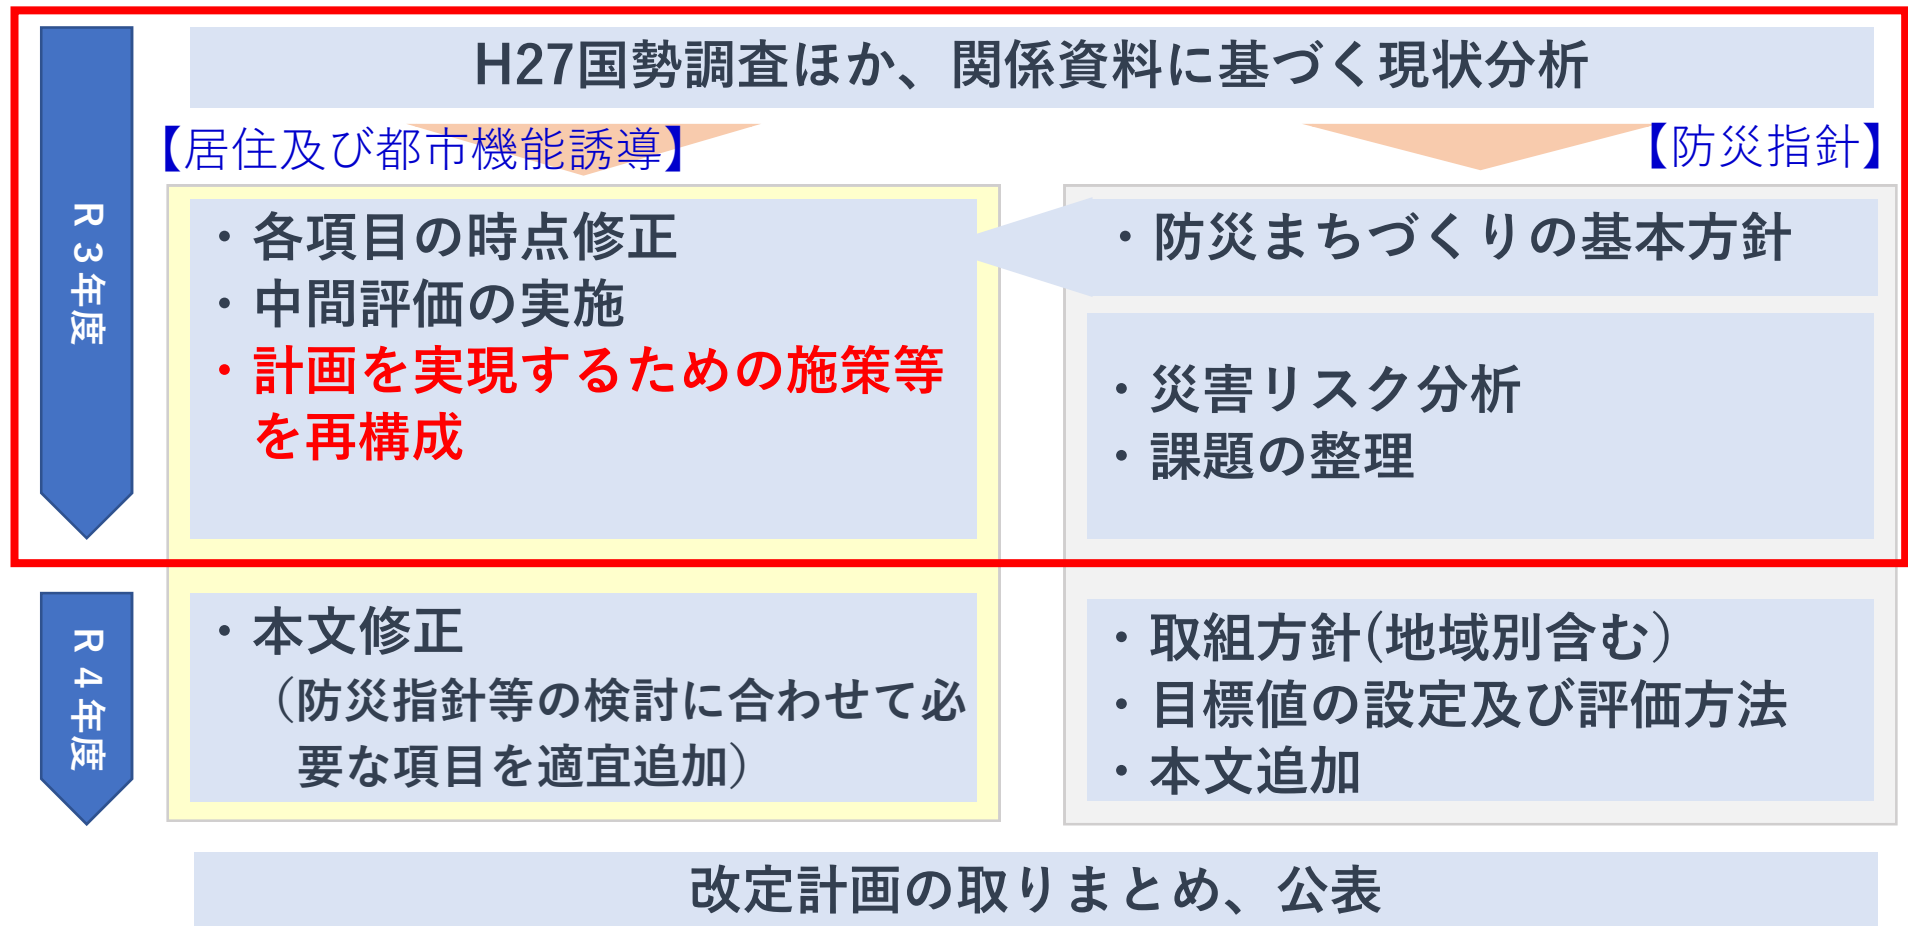 H27国勢調査ほか、関係資料に基づく現状分析
R3年度
【居住及び都市機能誘導】
・各項目の時点修正
・中間評価の実施
・計画を実現するための施策等
を再構成
【防災指針】
・防災まちづくりの基本方針
・災害リスク分析
・課題の整理
R4年度
・本文修正
（防災指針等の検討に合わせて必
要な項目を適宜追加）
・取組方針(地域別含む）
・目標値の設定及び評価方法
・本文追加
改定計画の取りまとめ、公表